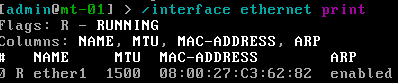 [admin@mt-01] > /interface ethernet print
Flags: R - RUNNING
Columns: NAME, MTU, MAC-ADDRESS, ARP
#   NAME    MTU   MAC-ADDRESS        ARP
0 R ether1  1500  08:00:27:C3:62:82  enabled